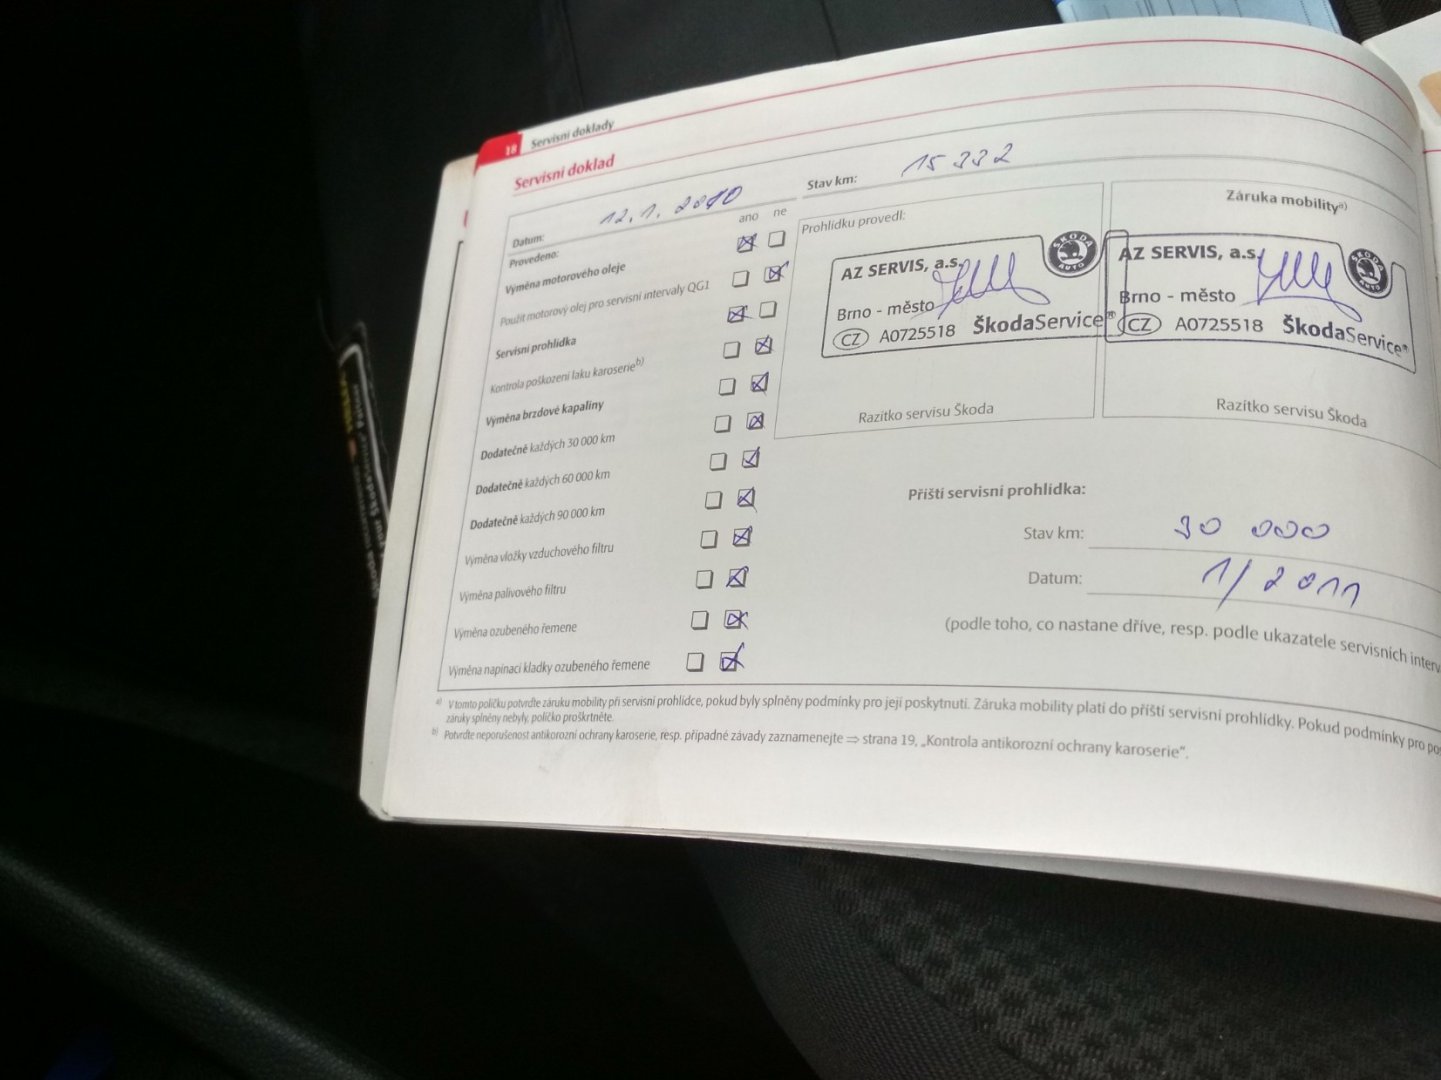 18 Servisní doklady
Servisní doklad
Datum: 12.1. 2010
Stav km: 15 332
Provedeno:
ano ne
Výměna motorového oleje
Použit motorový olej pro servisní intervaly QG1
Servisní prohlídka
Kontrola poškození laku karoserie b)
Výměna brzdové kapaliny
Dodatečně každých 30 000 km
Dodatečně každých 60 000 km
Dodatečně každých 90 000 km
Výměna vložky vzduchového filtru
Výměna palivového filtru
Výměna ozubeného řemene
Výměna napínací kladky ozubeného řemene
Prohlídku provedl:
ŠKODA
AUTO
AZ SERVIS, a.s.
Brno - město
CZ A0725518 ŠkodaService®
Razítko servisu Škoda
Záruka mobility a)
ŠKODA
AUTO
AZ SERVIS, a.s.
Brno - město
CZ A0725518 ŠkodaService®
Razítko servisu Škoda
Příští servisní prohlídka:
Stav km: 30 000
Datum: 1/2011
(podle toho, co nastane dříve, resp. podle ukazatele servisních interv
a) V tomto políčku potvrďte záruku mobility při servisní prohlídce, pokud byly splněny podmínky pro její poskytnutí. Záruka mobility platí do příští servisní prohlídky. Pokud podmínky pro po
záruky splněny nebyly, políčko proškrtněte.
b) Potvrďte neporušenost antikorozní ochrany karoserie, resp. případné závady zaznamenejte ⇒ strana 19, „Kontrola antikorozní ochrany karoserie“.